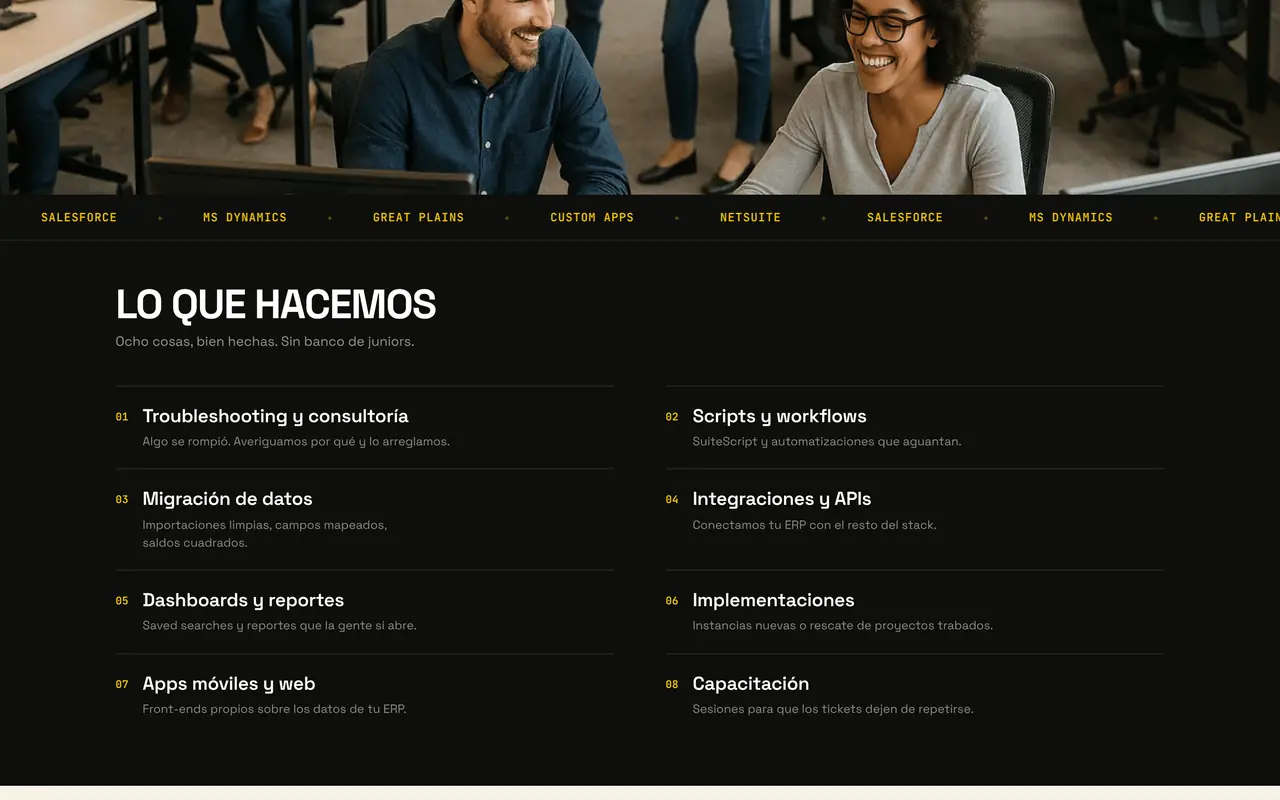 SALESFORCE ✦ MS DYNAMICS ✦ GREAT PLAINS ✦ CUSTOM APPS ✦ NETSUITE ✦ SALESFORCE ✦ MS DYNAMICS ✦ GREAT PLAIN
LO QUE HACEMOS
Ocho cosas, bien hechas. Sin banco de juniors.
01 Troubleshooting y consultoría
Algo se rompió. Averiguamos por qué y lo arreglamos.
02 Scripts y workflows
SuiteScript y automatizaciones que aguantan.
03 Migración de datos
Importaciones limpias, campos mapeados,
saldos cuadrados.
04 Integraciones y APIs
Conectamos tu ERP con el resto del stack.
05 Dashboards y reportes
Saved searches y reportes que la gente sí abre.
06 Implementaciones
Instancias nuevas o rescate de proyectos trabados.
07 Apps móviles y web
Front-ends propios sobre los datos de tu ERP.
08 Capacitación
Sesiones para que los tickets dejen de repetirse.